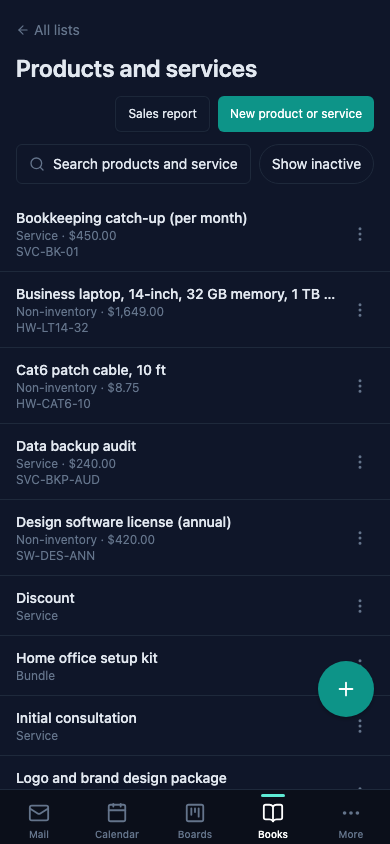 All lists
Products and services
Sales report
New product or service
Search products and service
Show inactive
Bookkeeping catch-up (per month)
Service · $450.00
SVC-BK-01
Business laptop, 14-inch, 32 GB memory, 1 TB ...
Non-inventory · $1,649.00
HW-LT14-32
Cat6 patch cable, 10 ft
Non-inventory · $8.75
HW-CAT6-10
Data backup audit
Service · $240.00
SVC-BKP-AUD
Design software license (annual)
Non-inventory · $420.00
SW-DES-ANN
Discount
Service
Home office setup kit
Bundle
Initial consultation
Service
Logo and brand design package
Mail
Calendar
Boards
Books
More